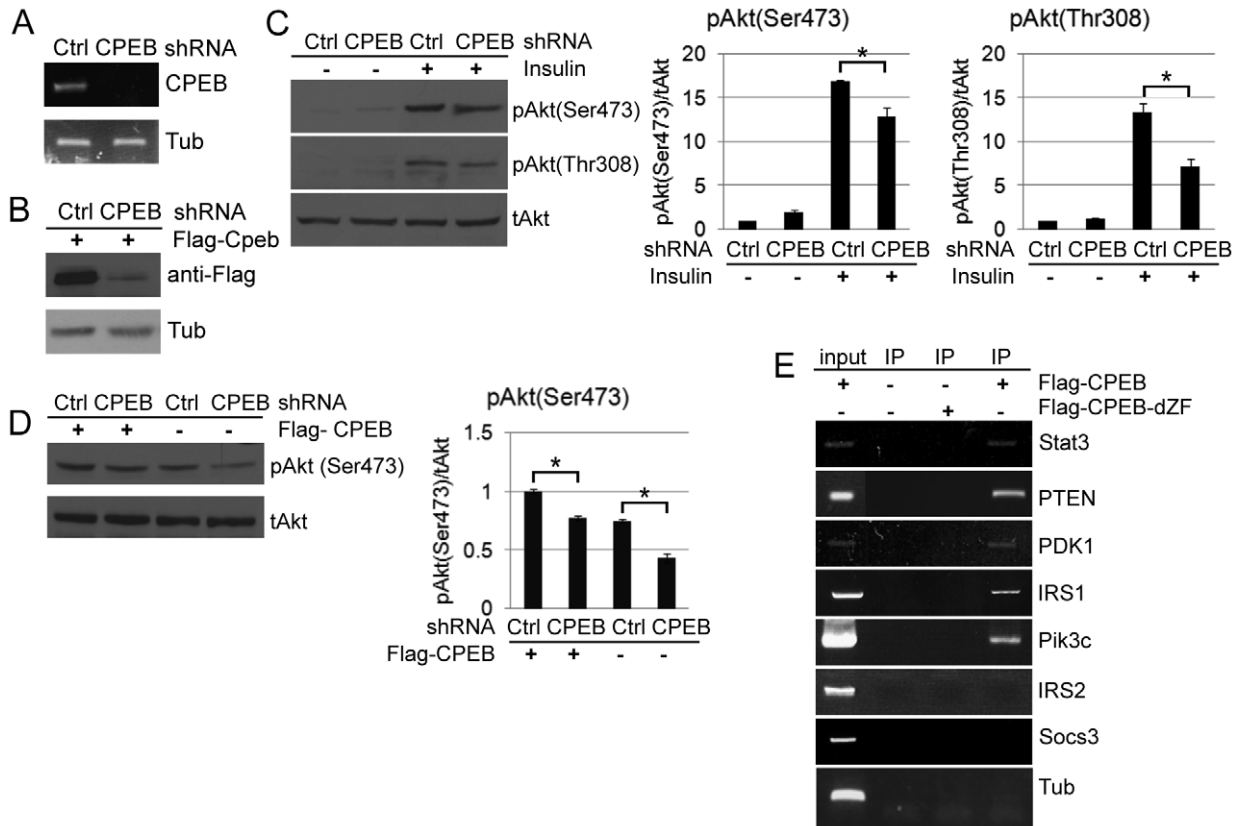 A
Ctrl CPEB shRNA
CPEB
Tub
B
Ctrl CPEB shRNA
+ + Flag-Cpeb
anti-Flag
Tub
C
Ctrl CPEB Ctrl CPEB shRNA
- - + + Insulin
pAkt(Ser473)
pAkt(Thr308)
tAkt
pAkt(Ser473)
pAkt(Ser473)/tAkt
20
15
10
5
0
shRNA Ctrl CPEB Ctrl CPEB
Insulin - - + +
pAkt(Thr308)
pAkt(Thr308)/tAkt
20
15
10
5
0
shRNA Ctrl CPEB Ctrl CPEB
Insulin - - + +
*
*
D
Ctrl CPEB Ctrl CPEB shRNA
+ + - - Flag- CPEB
pAkt (Ser473)
tAkt
pAkt(Ser473)
pAkt(Ser473)/tAkt
1.5
1
0.5
0
* *
shRNA Ctrl CPEB Ctrl CPEB
Flag-CPEB + + - -
E
input IP IP IP
+ - - + Flag-CPEB
- - + - Flag-CPEB-dZF
Stat3
PTEN
PDK1
IRS1
Pik3c
IRS2
Socs3
Tub